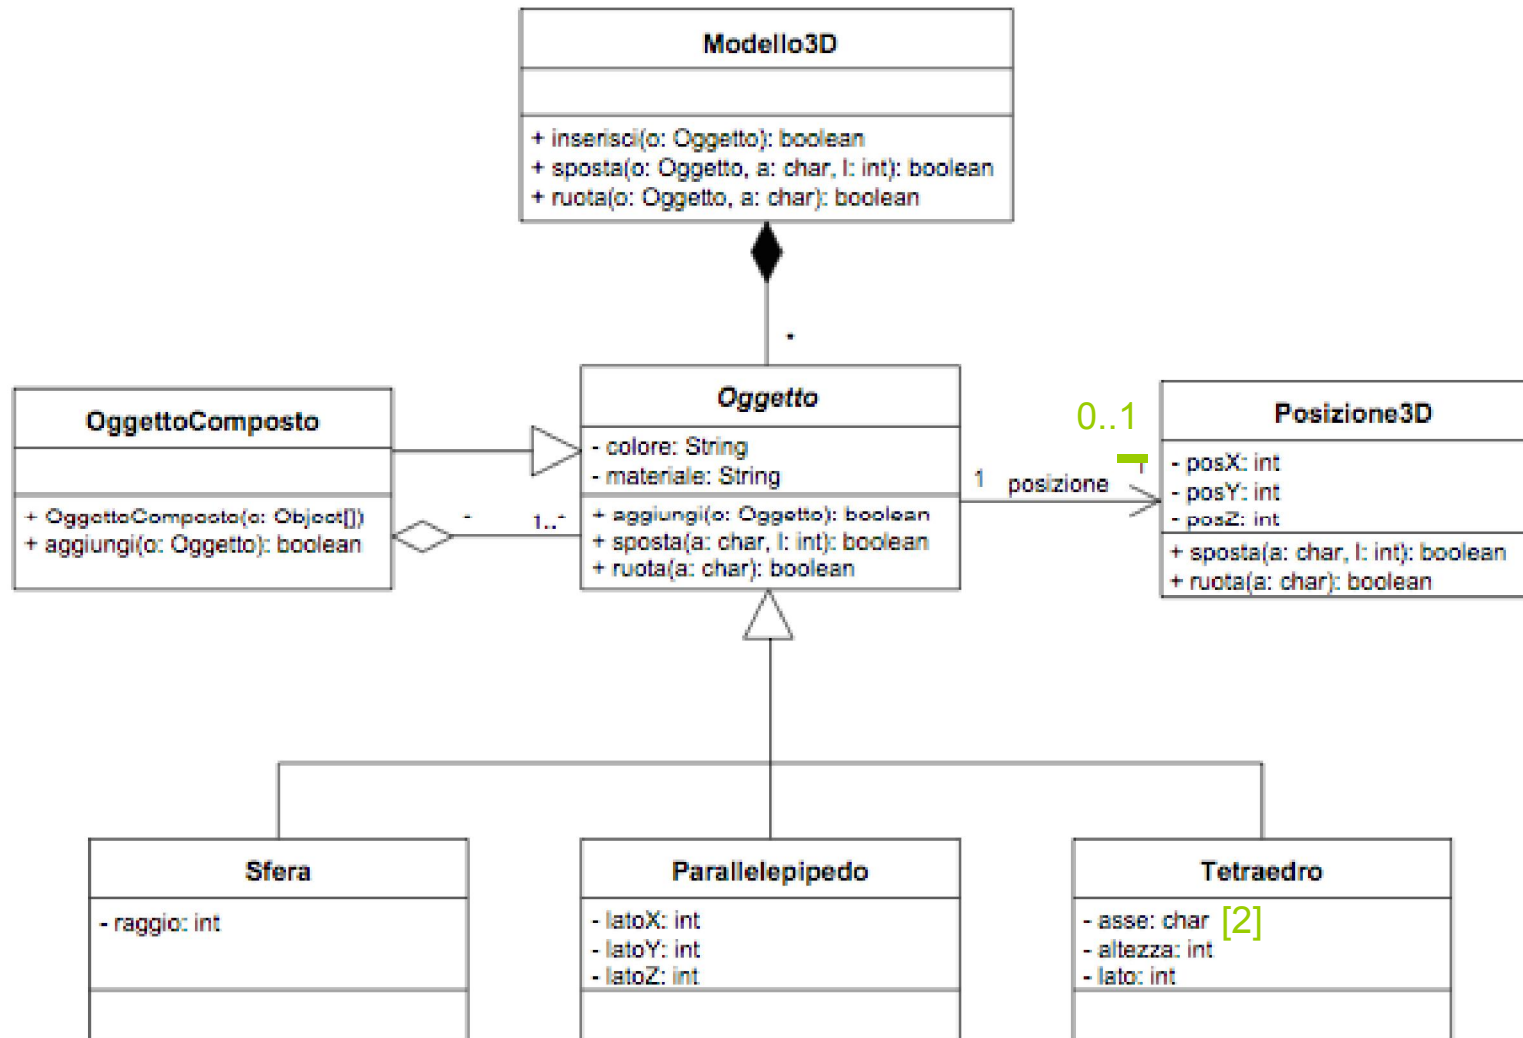 Modello3D
+ inserisci(o: Oggetto): boolean
+ sposta(o: Oggetto, a: char, l: int): boolean
+ ruota(o: Oggetto, a: char): boolean
*
OggettoComposto
+ OggettoComposto(o: Object[])
+ aggiungi(o: Oggetto): boolean
*
1..*
Oggetto
- colore: String
- materiale: String
+ aggiungi(o: Oggetto): boolean
+ sposta(a: char, l: int): boolean
+ ruota(a: char): boolean
1 posizione
0..1
1
Posizione3D
- posX: int
- posY: int
- posZ: int
+ sposta(a: char, l: int): boolean
+ ruota(a: char): boolean
Sfera
- raggio: int
Parallelepipedo
- latoX: int
- latoY: int
- latoZ: int
Tetraedro
- asse: char [2]
- altezza: int
- lato: int